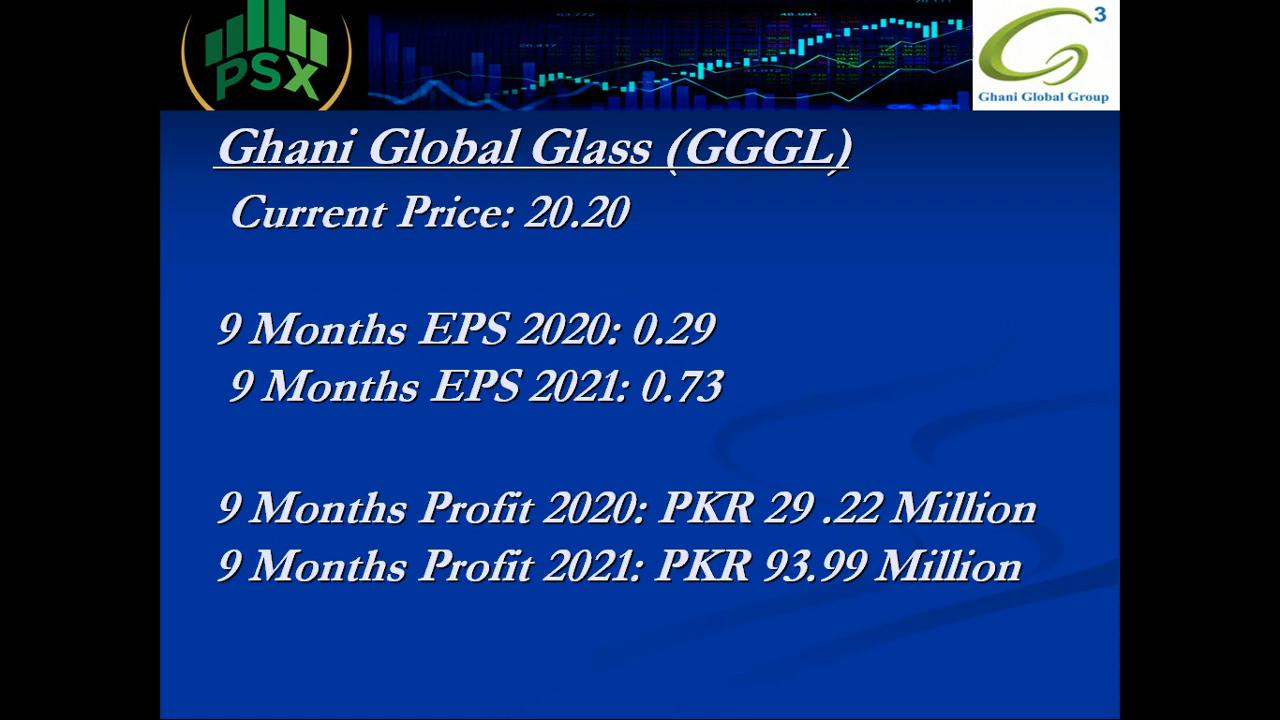 PSX
3
Ghani Global Group
Ghani Global Glass (GGGL)
Current Price: 20.20
9 Months EPS 2020: 0.29
9 Months EPS 2021: 0.73
9 Months Profit 2020: PKR 29 .22 Million
9 Months Profit 2021: PKR 93.99 Million